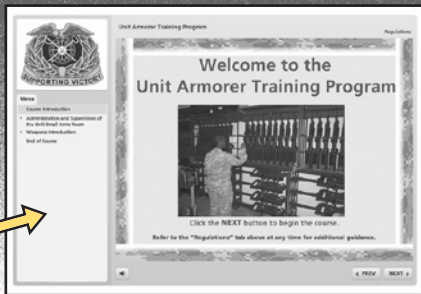 Unit Armorer Training Program
Regulations
SUPPORTING VICTORY
Menu
Course Introduction
Administration and Supervision of
the Unit Small Arms Room
Weapons Introduction
End of Course
Welcome to the
Unit Armorer Training Program
Click the NEXT button to begin the course.
Refer to the "Regulations" tab above at any time for additional guidance.
PREV
NEXT